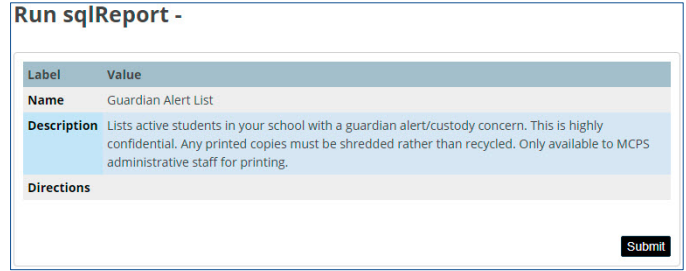 Run sqlReport -
Label Value
Name Guardian Alert List
Description Lists active students in your school with a guardian alert/custody concern. This is highly
confidential. Any printed copies must be shredded rather than recycled. Only available to MCPS
administrative staff for printing.
Directions
Submit